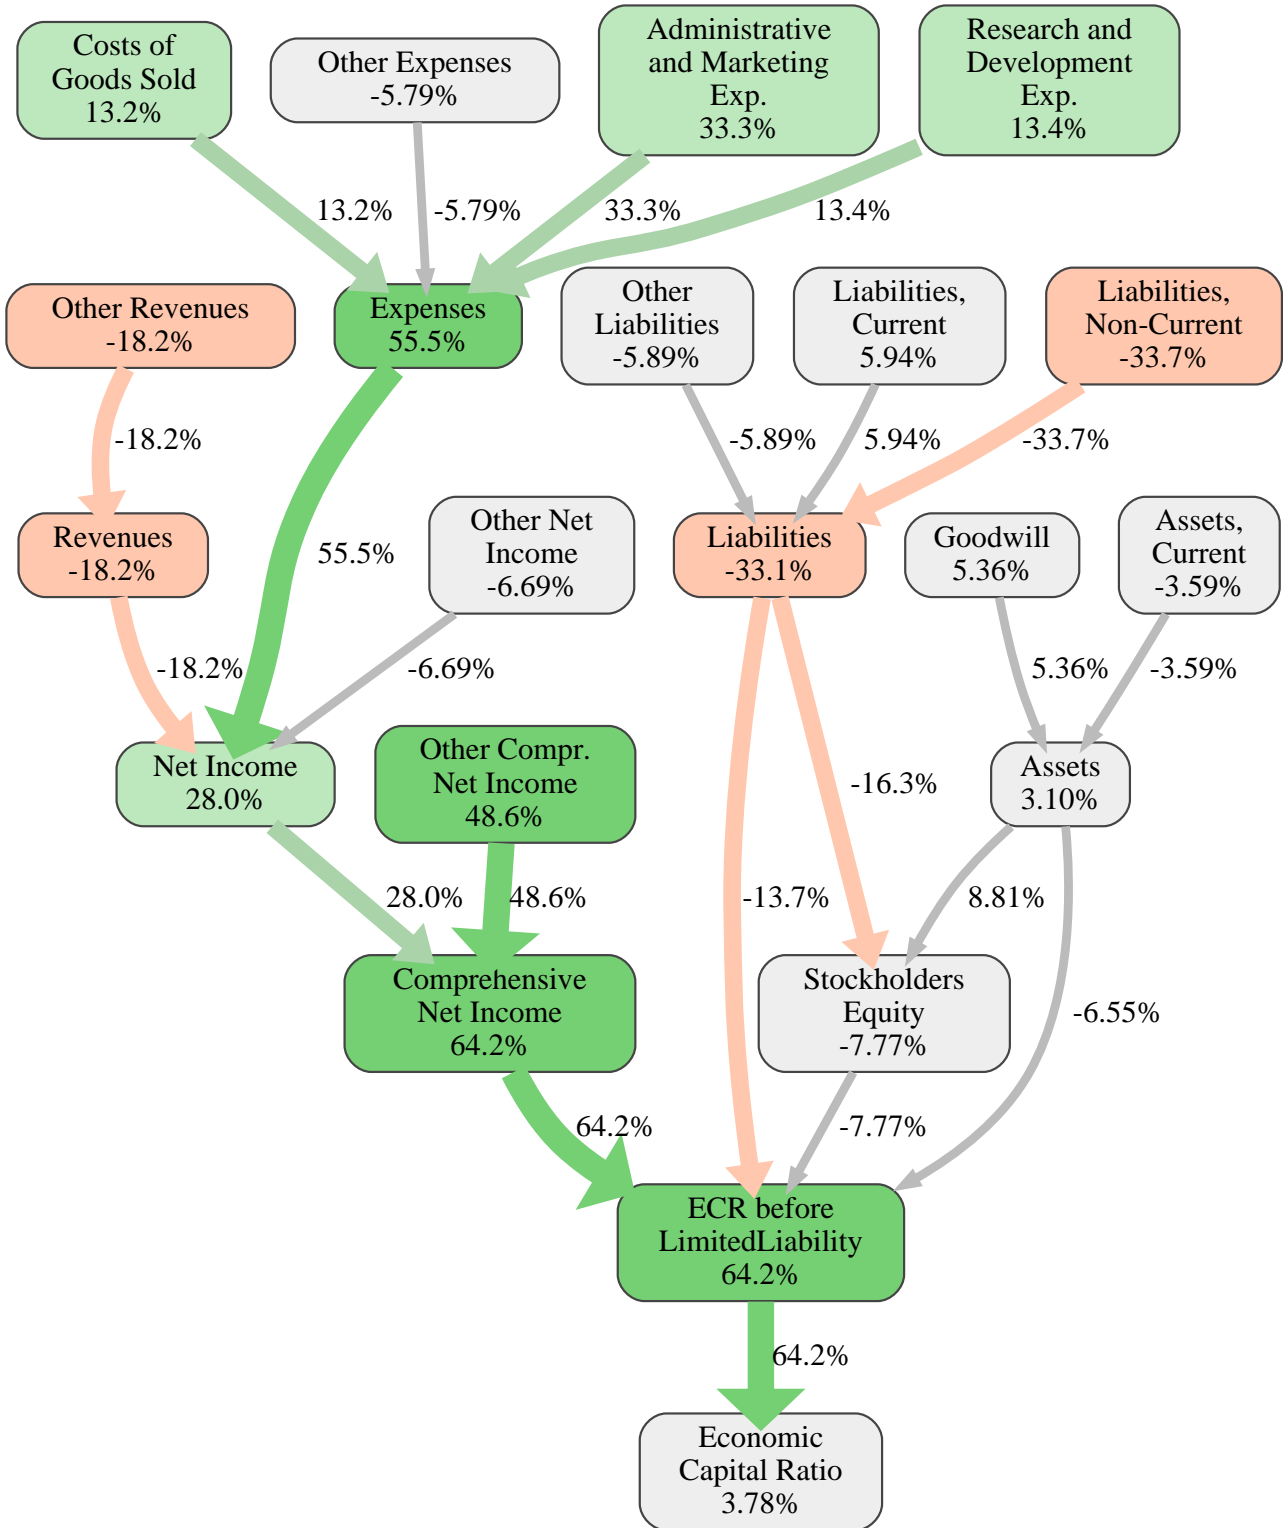 Costs of
Goods Sold
13.2%
Other Expenses
-5.79%
Administrative
and Marketing
Exp.
33.3%
Research and
Development
Exp.
13.4%
13.2%
-5.79%
33.3%
13.4%
Other Revenues
-18.2%
Expenses
55.5%
Other
Liabilities
-5.89%
Liabilities,
Current
5.94%
Liabilities,
Non-Current
-33.7%
-18.2%
-5.89%
5.94%
-33.7%
Revenues
-18.2%
55.5%
Other Net
Income
-6.69%
Liabilities
-33.1%
Goodwill
5.36%
Assets,
Current
-3.59%
-18.2%
-6.69%
5.36%
-3.59%
Net Income
28.0%
Other Compr.
Net Income
48.6%
-16.3%
Assets
3.10%
28.0%
48.6%
-13.7%
8.81%
Comprehensive
Net Income
64.2%
Stockholders
Equity
-7.77%
-6.55%
64.2%
-7.77%
ECR before
LimitedLiability
64.2%
64.2%
Economic
Capital Ratio
3.78%